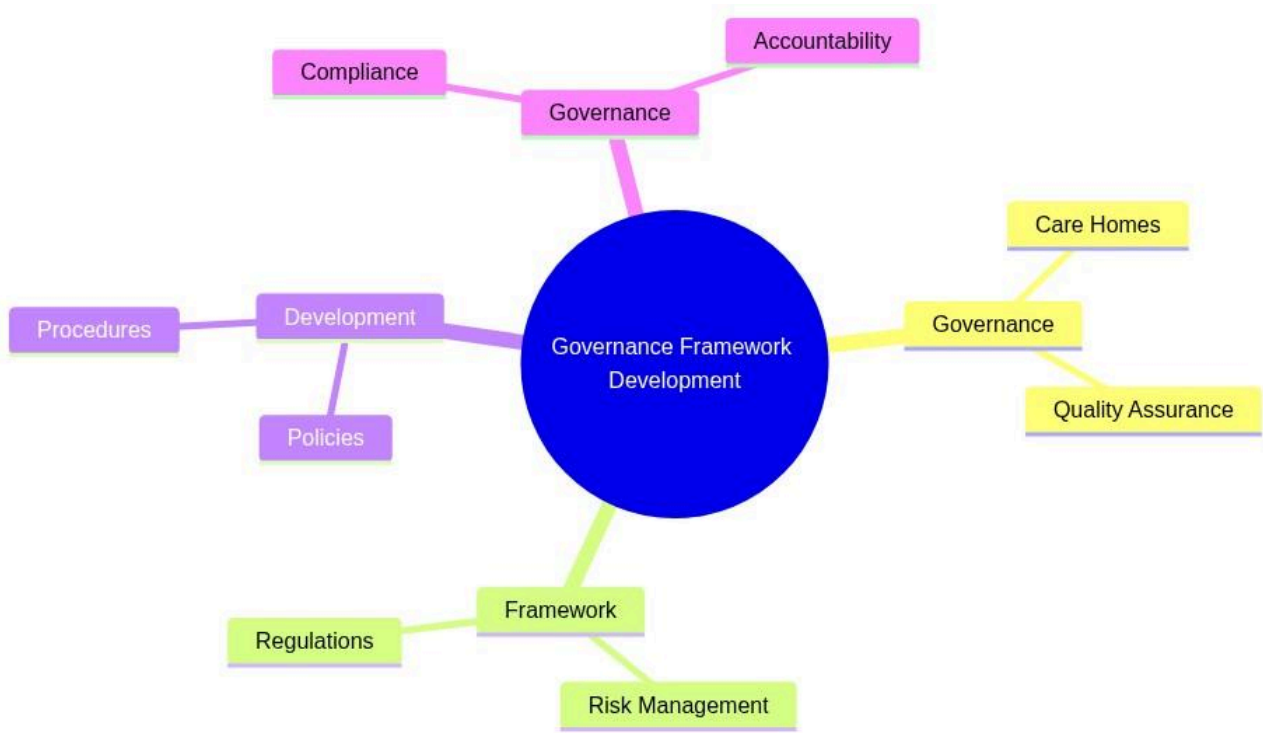 Accountability
Compliance
Governance
Care Homes
Governance
Quality Assurance
Governance Framework
Development
Development
Procedures
Policies
Framework
Regulations
Risk Management